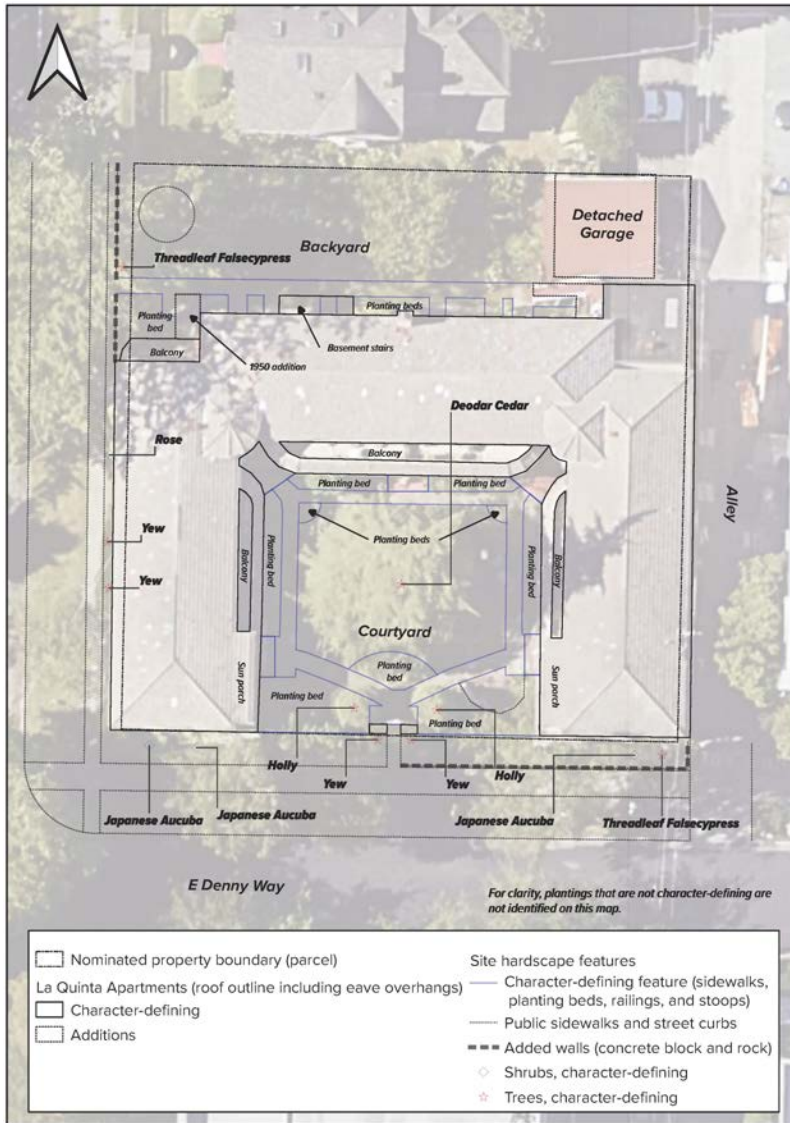 Backyard
Detached
Garage
Threadleaf Falsecypress
Planting
bed
Planting beds
Balcony
1950 addition
Basement stairs
Deodar Cedar
Rose
Balcony
Planting bed
Planting bed
Yew
Planting beds
Yew
Balcony
Planting bed
Planting bed
Balcony
Alley
Courtyard
Planting
bed
Sun porch
Planting bed
Planting bed
Sun porch
Holly
Yew
Yew
Holly
Japanese Aucuba
Japanese Aucuba
Japanese Aucuba
Threadleaf Falsecypress
E Denny Way
For clarity, plantings that are not character-defining are
not identified on this map.
Nominated property boundary (parcel)
La Quinta Apartments (roof outline including eave overhangs)
Character-defining
Additions
Site hardscape features
Character-defining feature (sidewalks,
planting beds, railings, and stoops)
Public sidewalks and street curbs
Added walls (concrete block and rock)
Shrubs, character-defining
Trees, character-defining